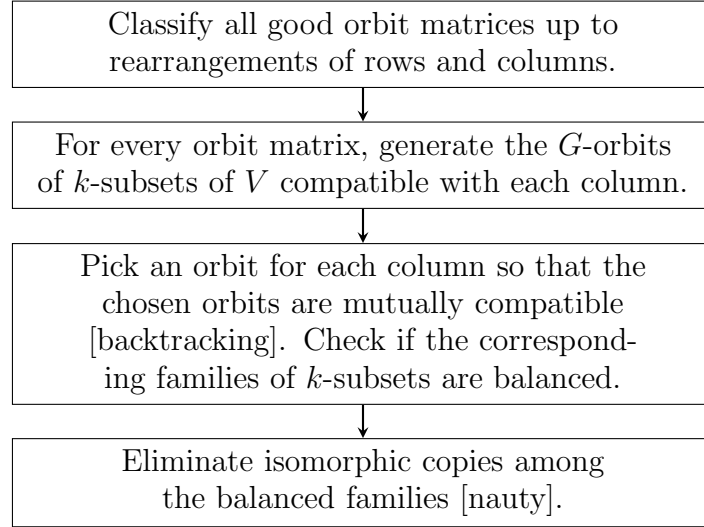 Classify all good orbit matrices up to
rearrangements of rows and columns.
For every orbit matrix, generate the G-orbits
of k-subsets of V compatible with each column.
Pick an orbit for each column so that the
chosen orbits are mutually compatible
[backtracking]. Check if the correspond-
ing families of k-subsets are balanced.
Eliminate isomorphic copies among
the balanced families [nauty].